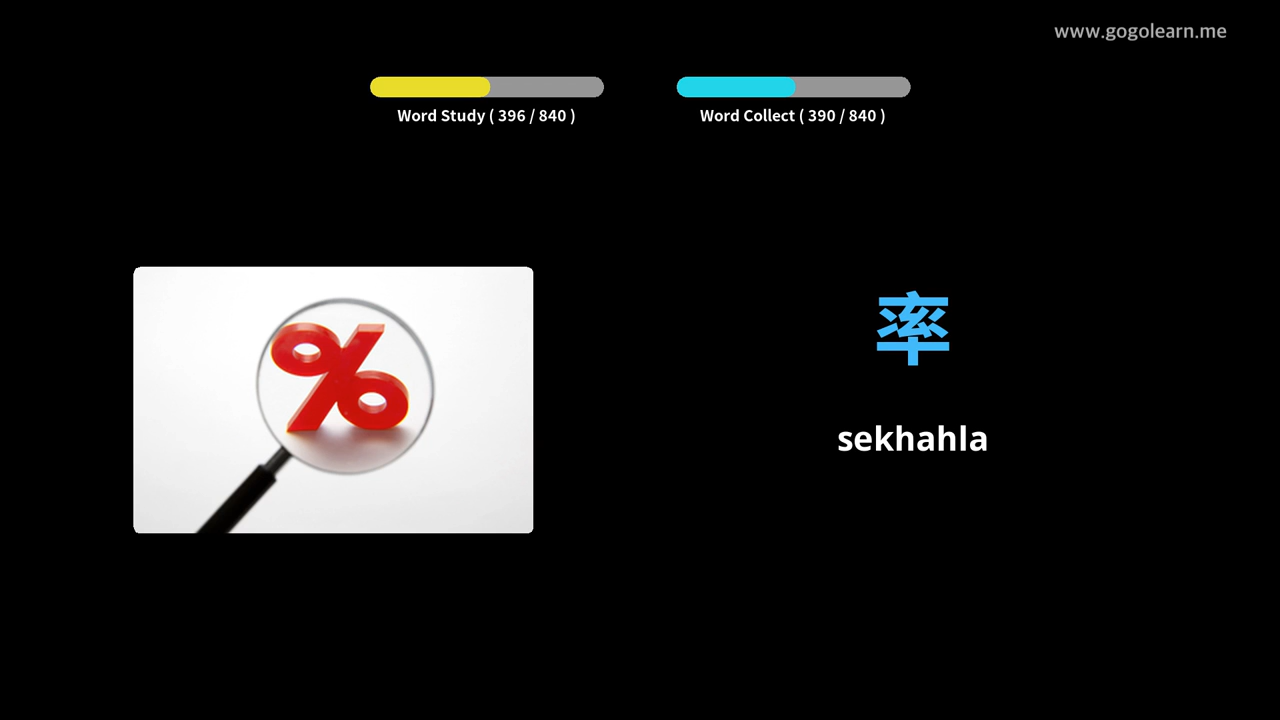 www.gogolearn.me
Word Study ( 396 / 840 )
Word Collect ( 390 / 840 )
%
率
sekhahla